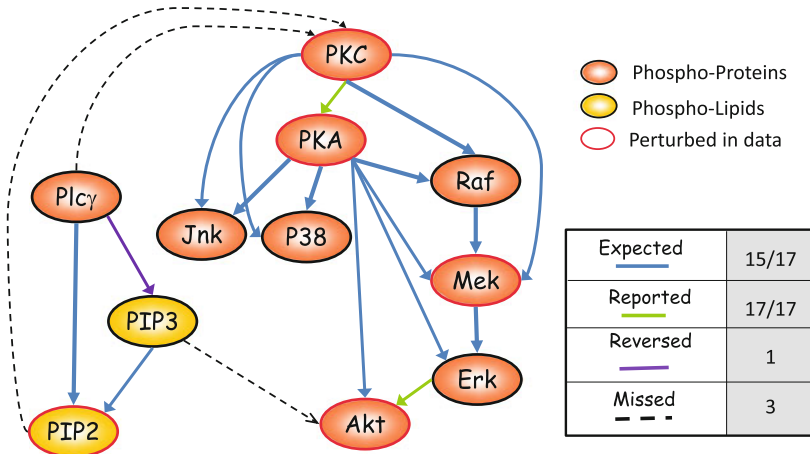 PKC
Phospho-Proteins
Phospho-Lipids
PKA
Perturbed in data
Raf
Plcγ
Jnk
P38
Mek
PIP3
Erk
Akt
PIP2
Expected 15/17
Reported 17/17
Reversed 1
Missed 3